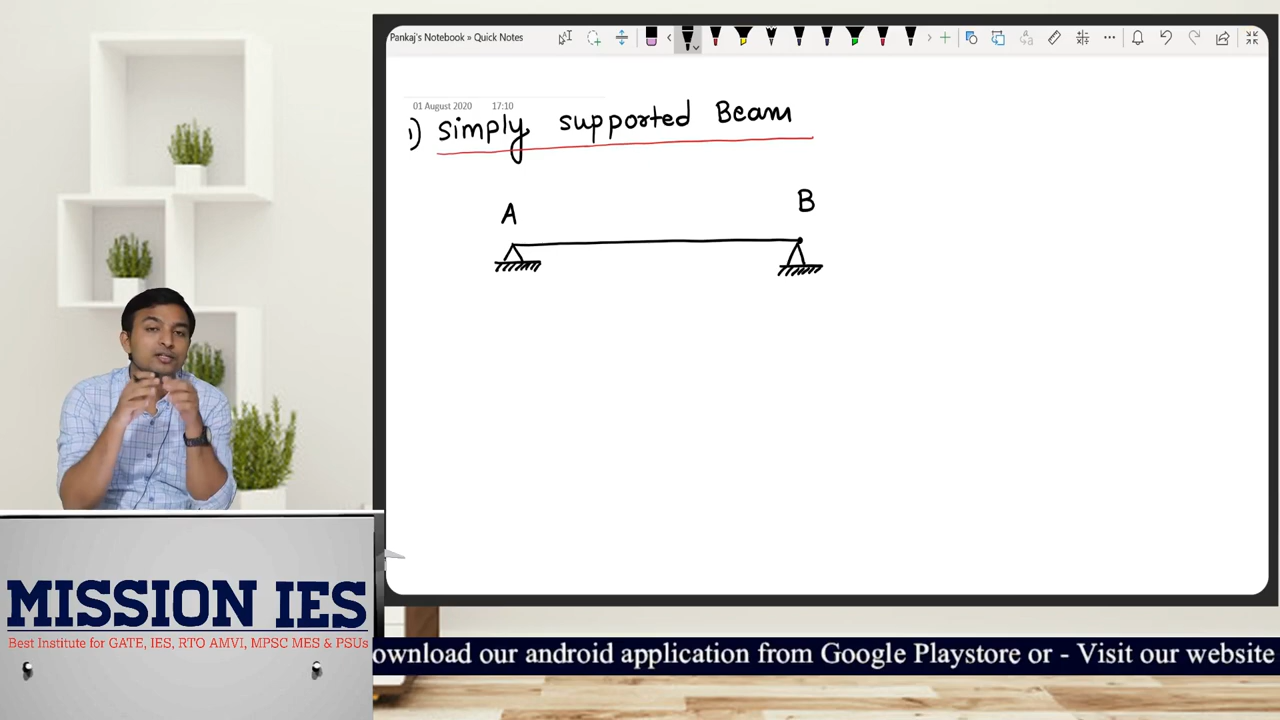 Pankaj's Notebook » Quick Notes
01 August 2020 17:10
1) simply supported Beam
A B
MISSION IES
Best Institute for GATE, IES, RTO AMVI, MPSC MES & PSUs
ownload our android application from Google Playstore or - Visit our website